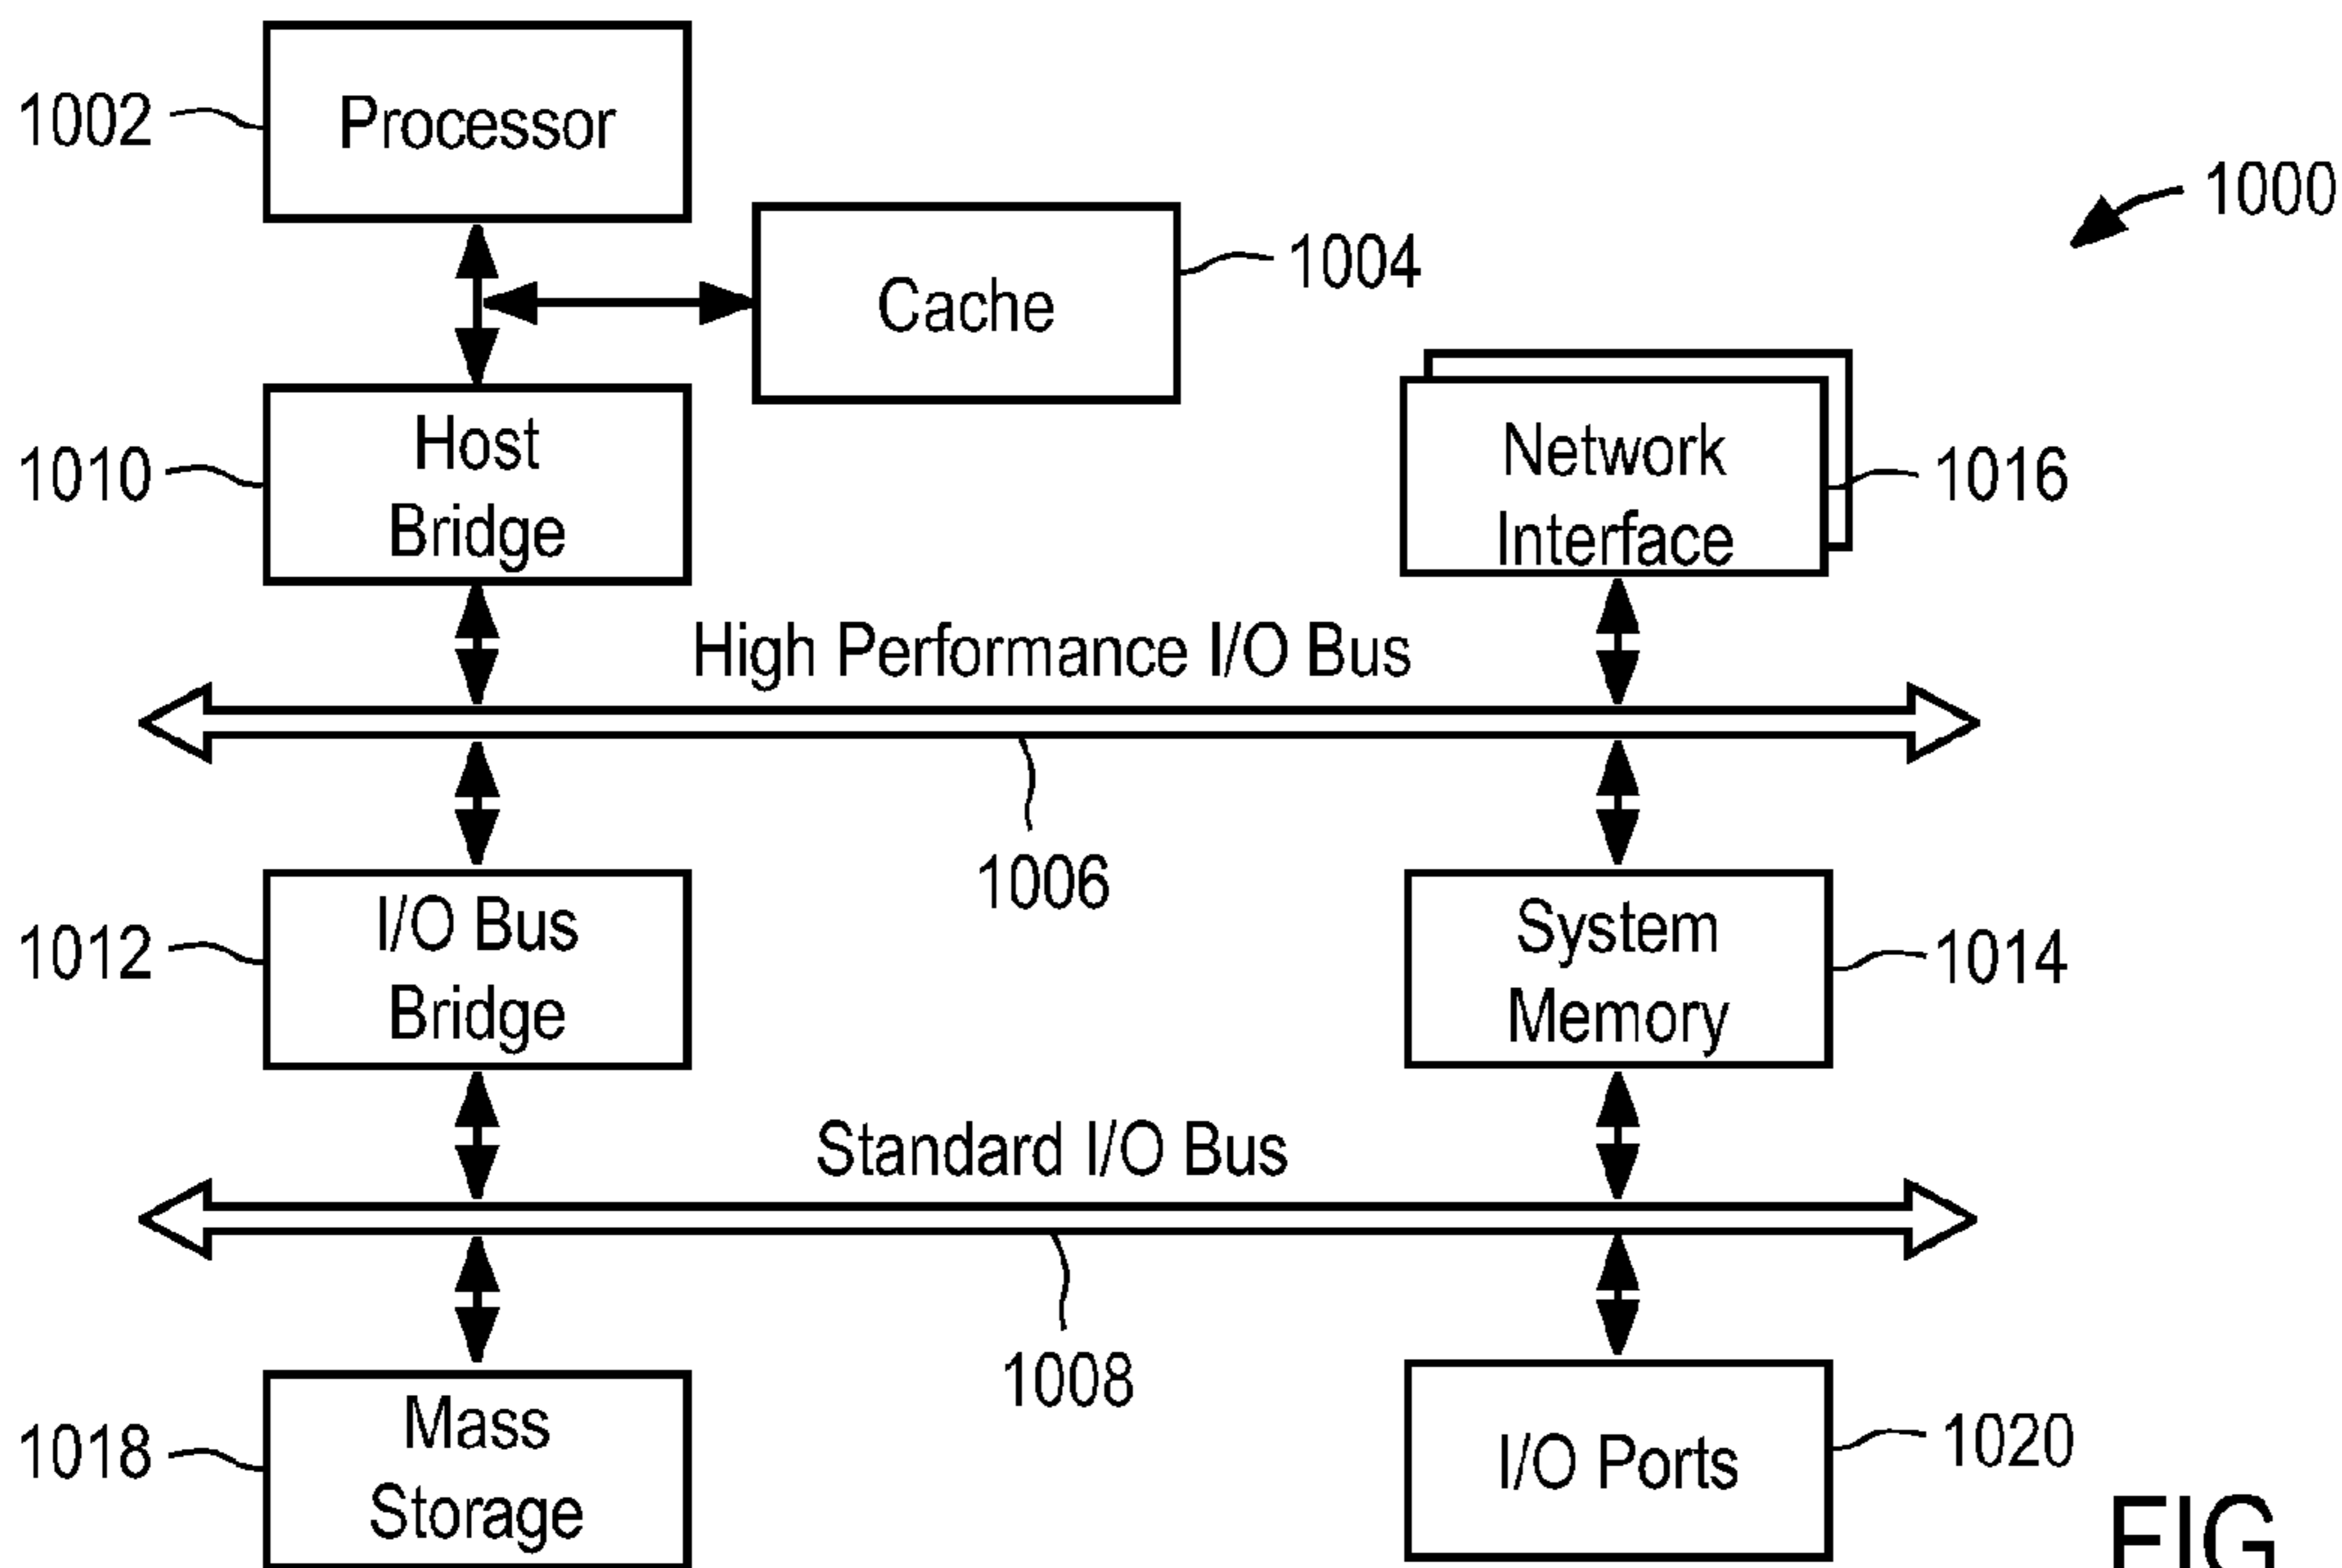 1002
Processor
1000
1004
Cache
1010
Host
Bridge
Network
Interface
1016
High Performance I/O Bus
1006
1012
I/O Bus
Bridge
System
Memory
1014
Standard I/O Bus
1008
1018
Mass
Storage
I/O Ports
1020
FIG